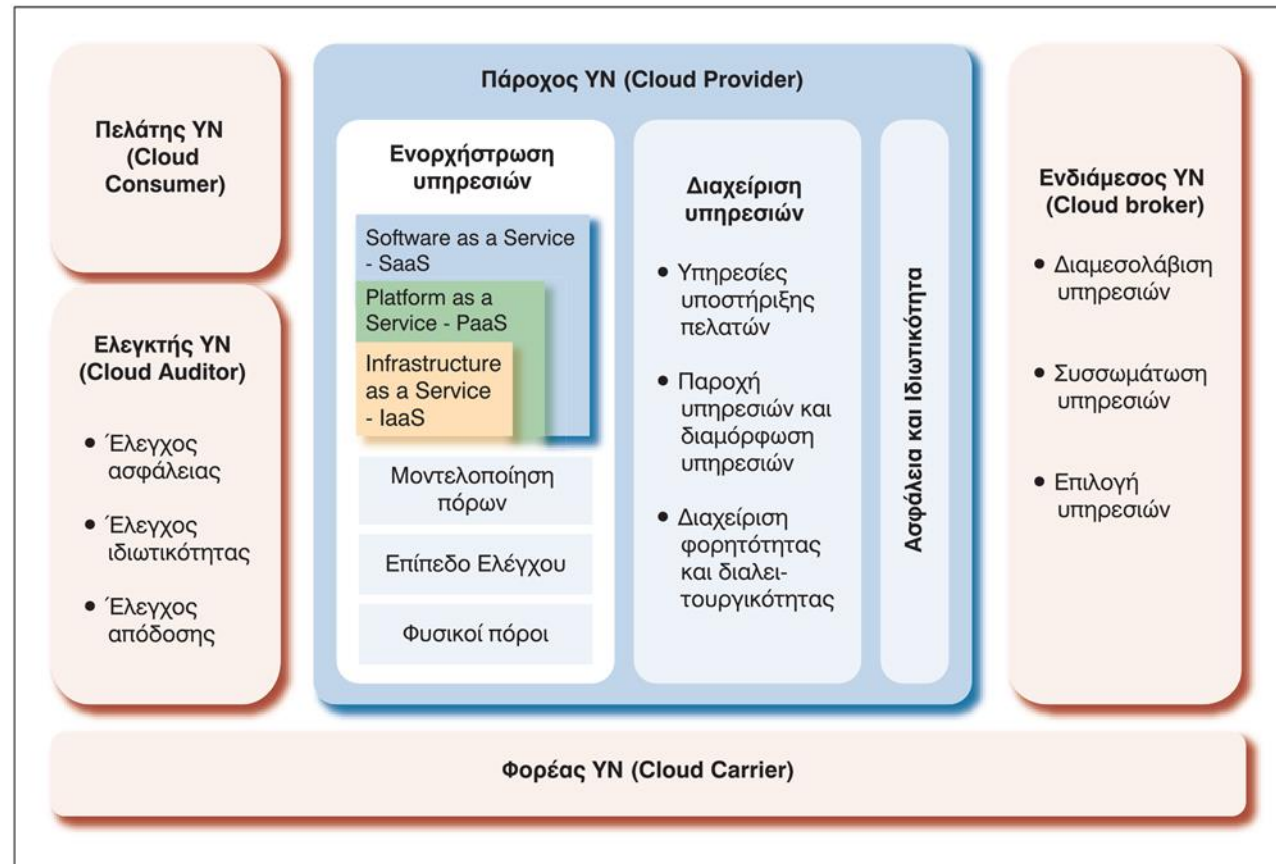 Πελάτης ΥΝ
(Cloud
Consumer)
Ελεγκτής ΥΝ
(Cloud Auditor)
• Έλεγχος
ασφάλειας
• Έλεγχος
ιδιωτικότητας
• Έλεγχος
απόδοσης
Πάροχος ΥΝ (Cloud Provider)
Ενορχήστρωση
υπηρεσιών
Software as a Service
- SaaS
Platform as a
Service - PaaS
Infrastructure
as a Service
- IaaS
Μοντελοποίηση
πόρων
Επίπεδο Ελέγχου
Φυσικοί πόροι
Διαχείριση
υπηρεσιών
• Υπηρεσίες
υποστήριξης
πελατών
• Παροχή
υπηρεσιών και
διαμόρφωση
υπηρεσιών
• Διαχείριση
φορητότητας
και διαλει-
τουργικότητας
Ασφάλεια και Ιδιωτικότητα
Ενδιάμεσος ΥΝ
(Cloud broker)
• Διαμεσολάβιση
υπηρεσιών
• Συσσωμάτωση
υπηρεσιών
• Επιλογή
υπηρεσιών
Φορέας ΥΝ (Cloud Carrier)